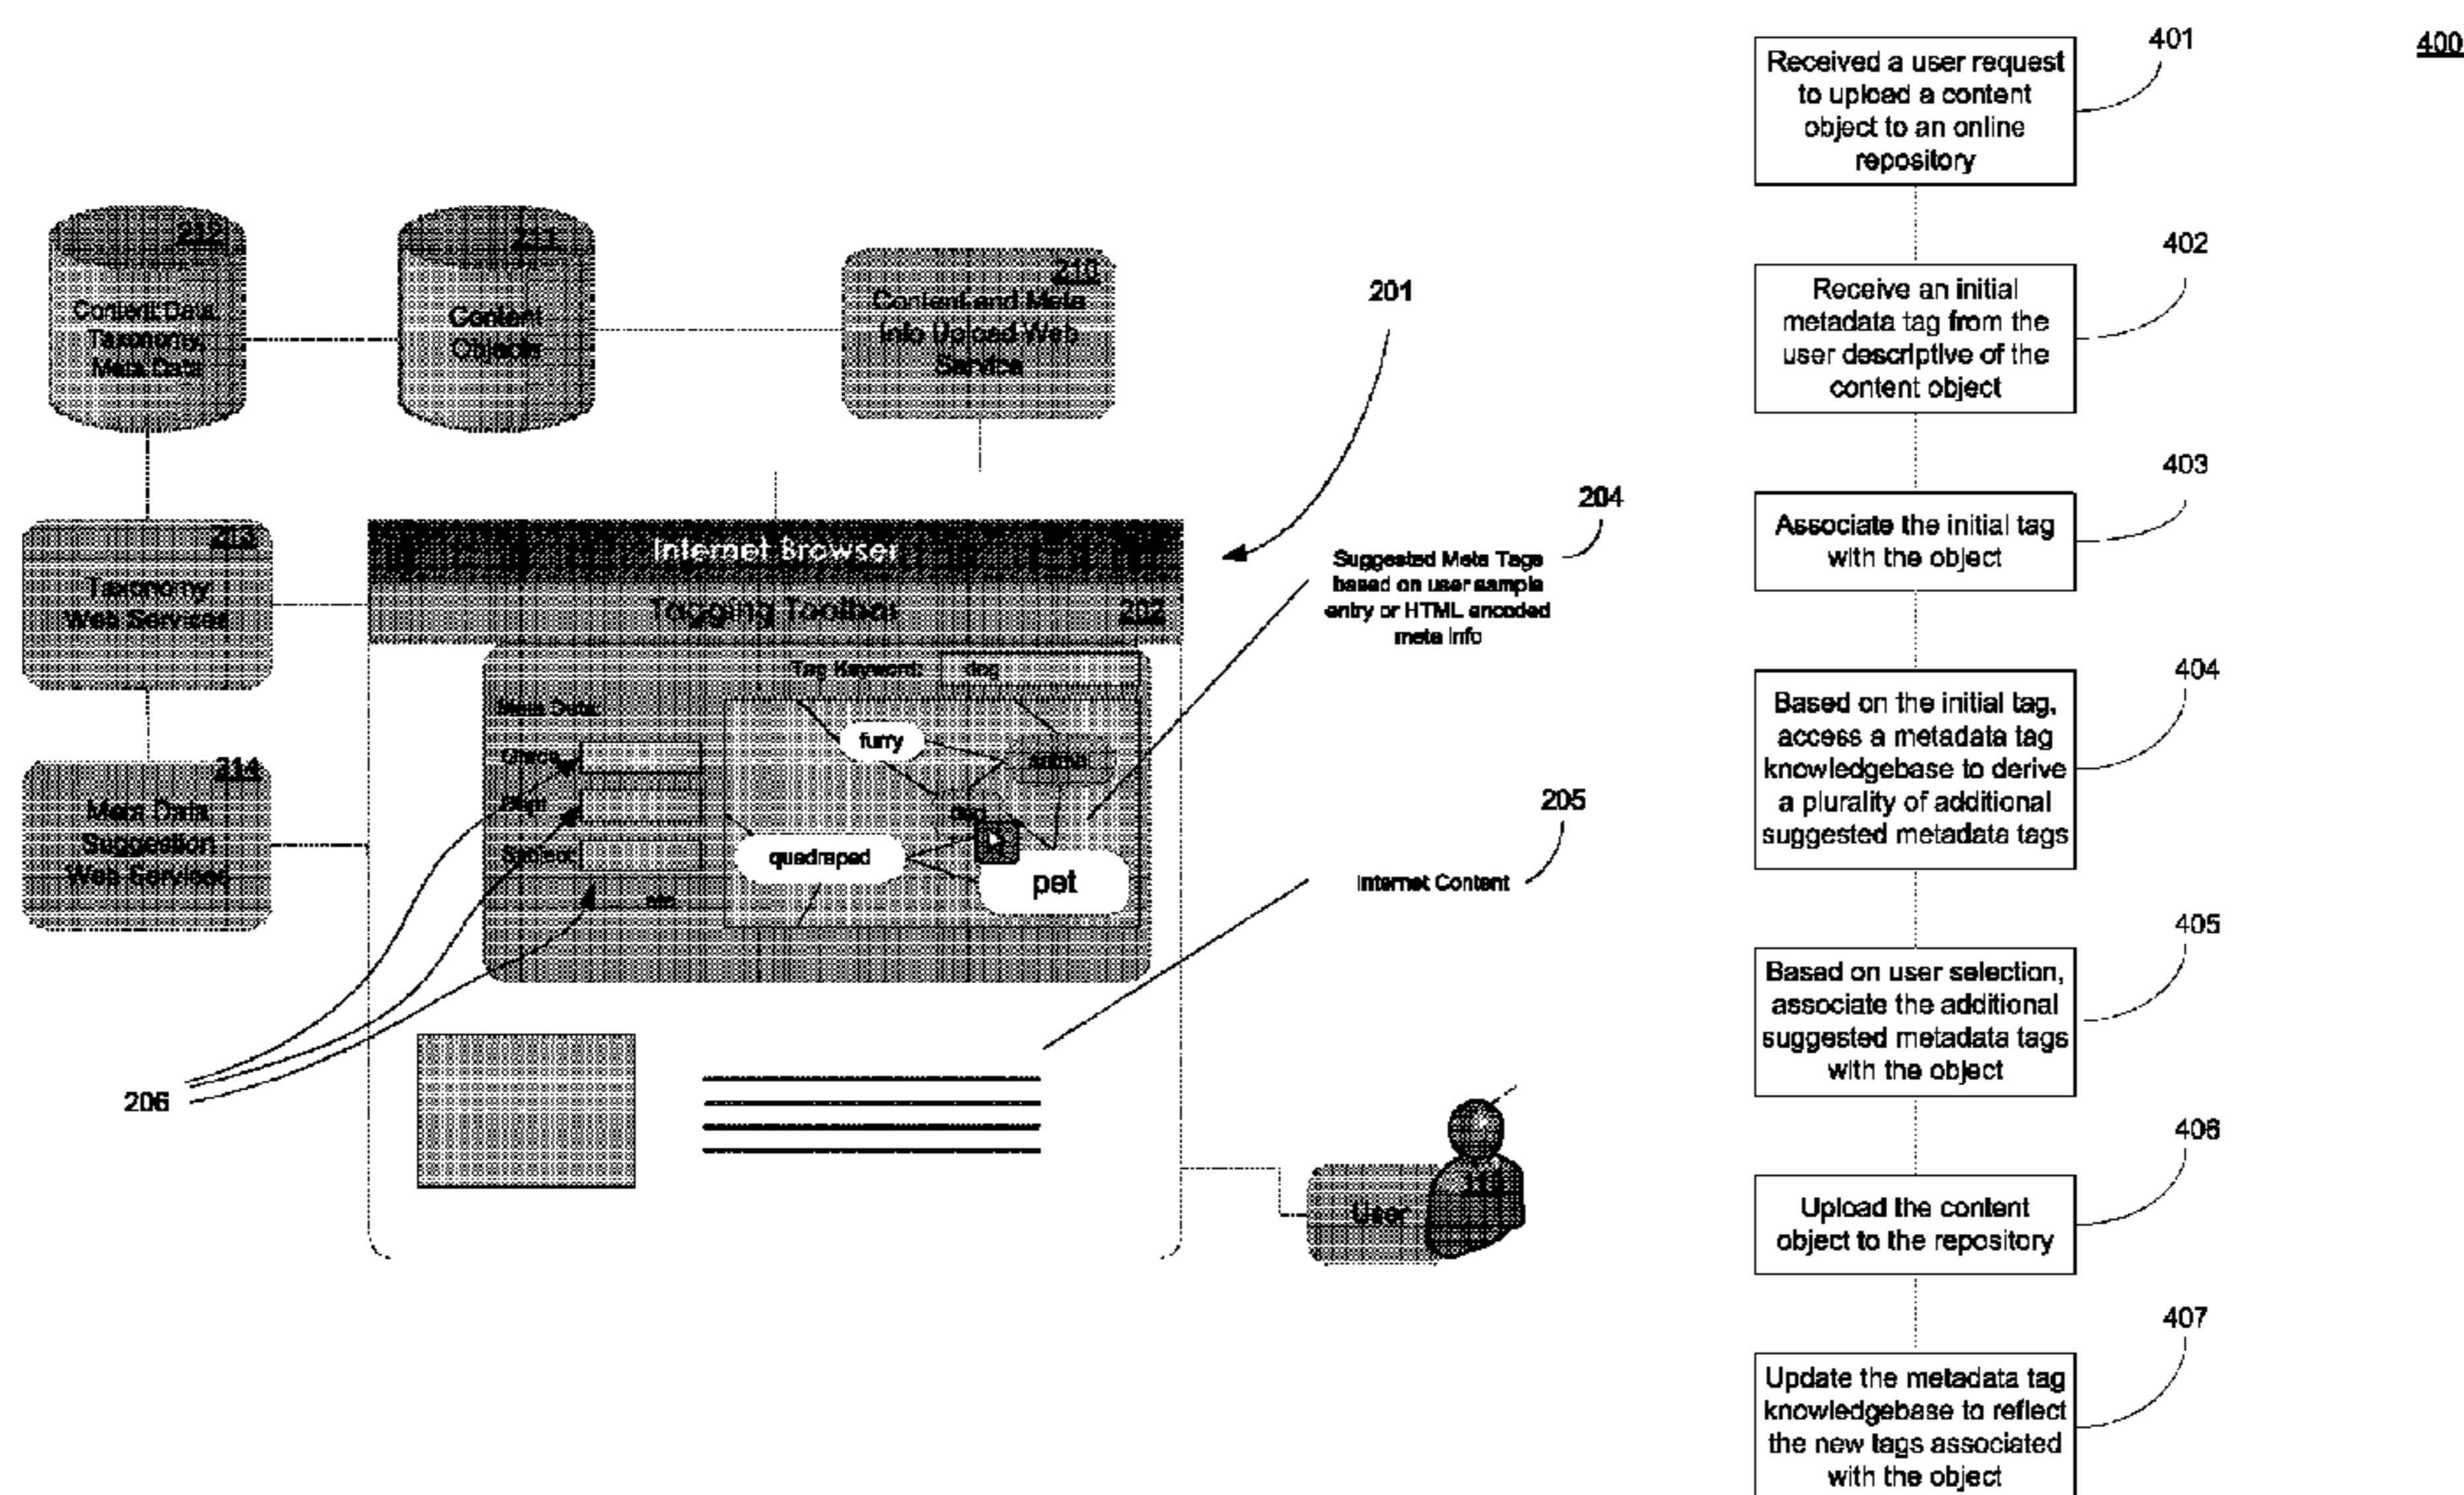 212
Content Data,
Taxonomy,
Meta Data
211
Content
Objects
210
Content and Meta
Info Upload Web
Service
201
213
Taxonomy
Web Services
214
Meta Data
Suggestion
Web Services
Internet Browser
Tagging Toolbar
202
Tag Keyword:
dog
Meta Data:
furry
quadraped
pet
204
Suggested Meta Tags
based on user sample
entry or HTML encoded
meta info
205
Internet Content
206
User
400
401
Received a user request
to upload a content
object to an online
repository
402
Receive an initial
metadata tag from the
user descriptive of the
content object
403
Associate the initial tag
with the object
404
Based on the initial tag,
access a metadata tag
knowledgebase to derive
a plurality of additional
suggested metadata tags
405
Based on user selection,
associate the additional
suggested metadata tags
with the object
406
Upload the content
object to the repository
407
Update the metadata tag
knowledgebase to reflect
the new tags associated
with the object